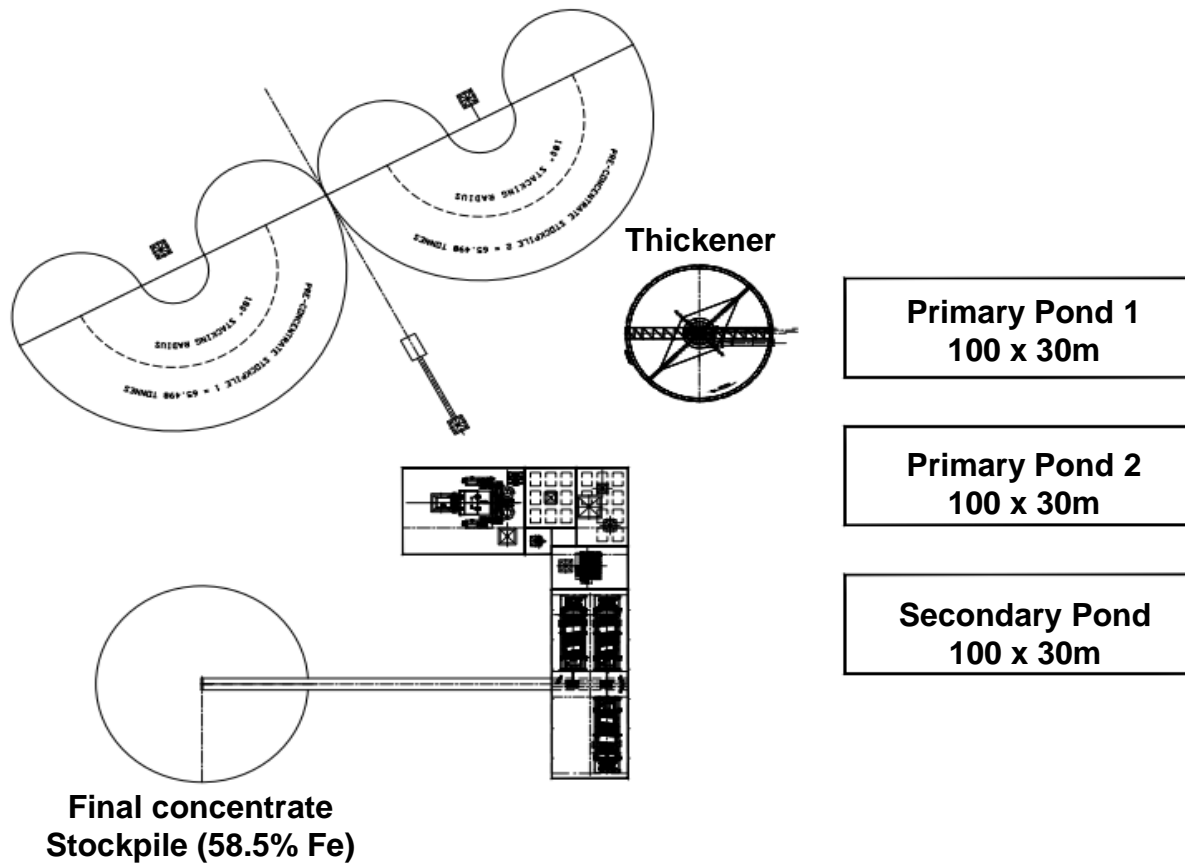 PRE-CONCENTRATE STOCKPILE 2 = 65.498 TONNES
180° STACKING RADIUS
PRE-CONCENTRATE STOCKPILE 1 = 65.498 TONNES
180° STACKING RADIUS
Thickener
Primary Pond 1
100 x 30m
Primary Pond 2
100 x 30m
Secondary Pond
100 x 30m
Final concentrate
Stockpile (58.5% Fe)